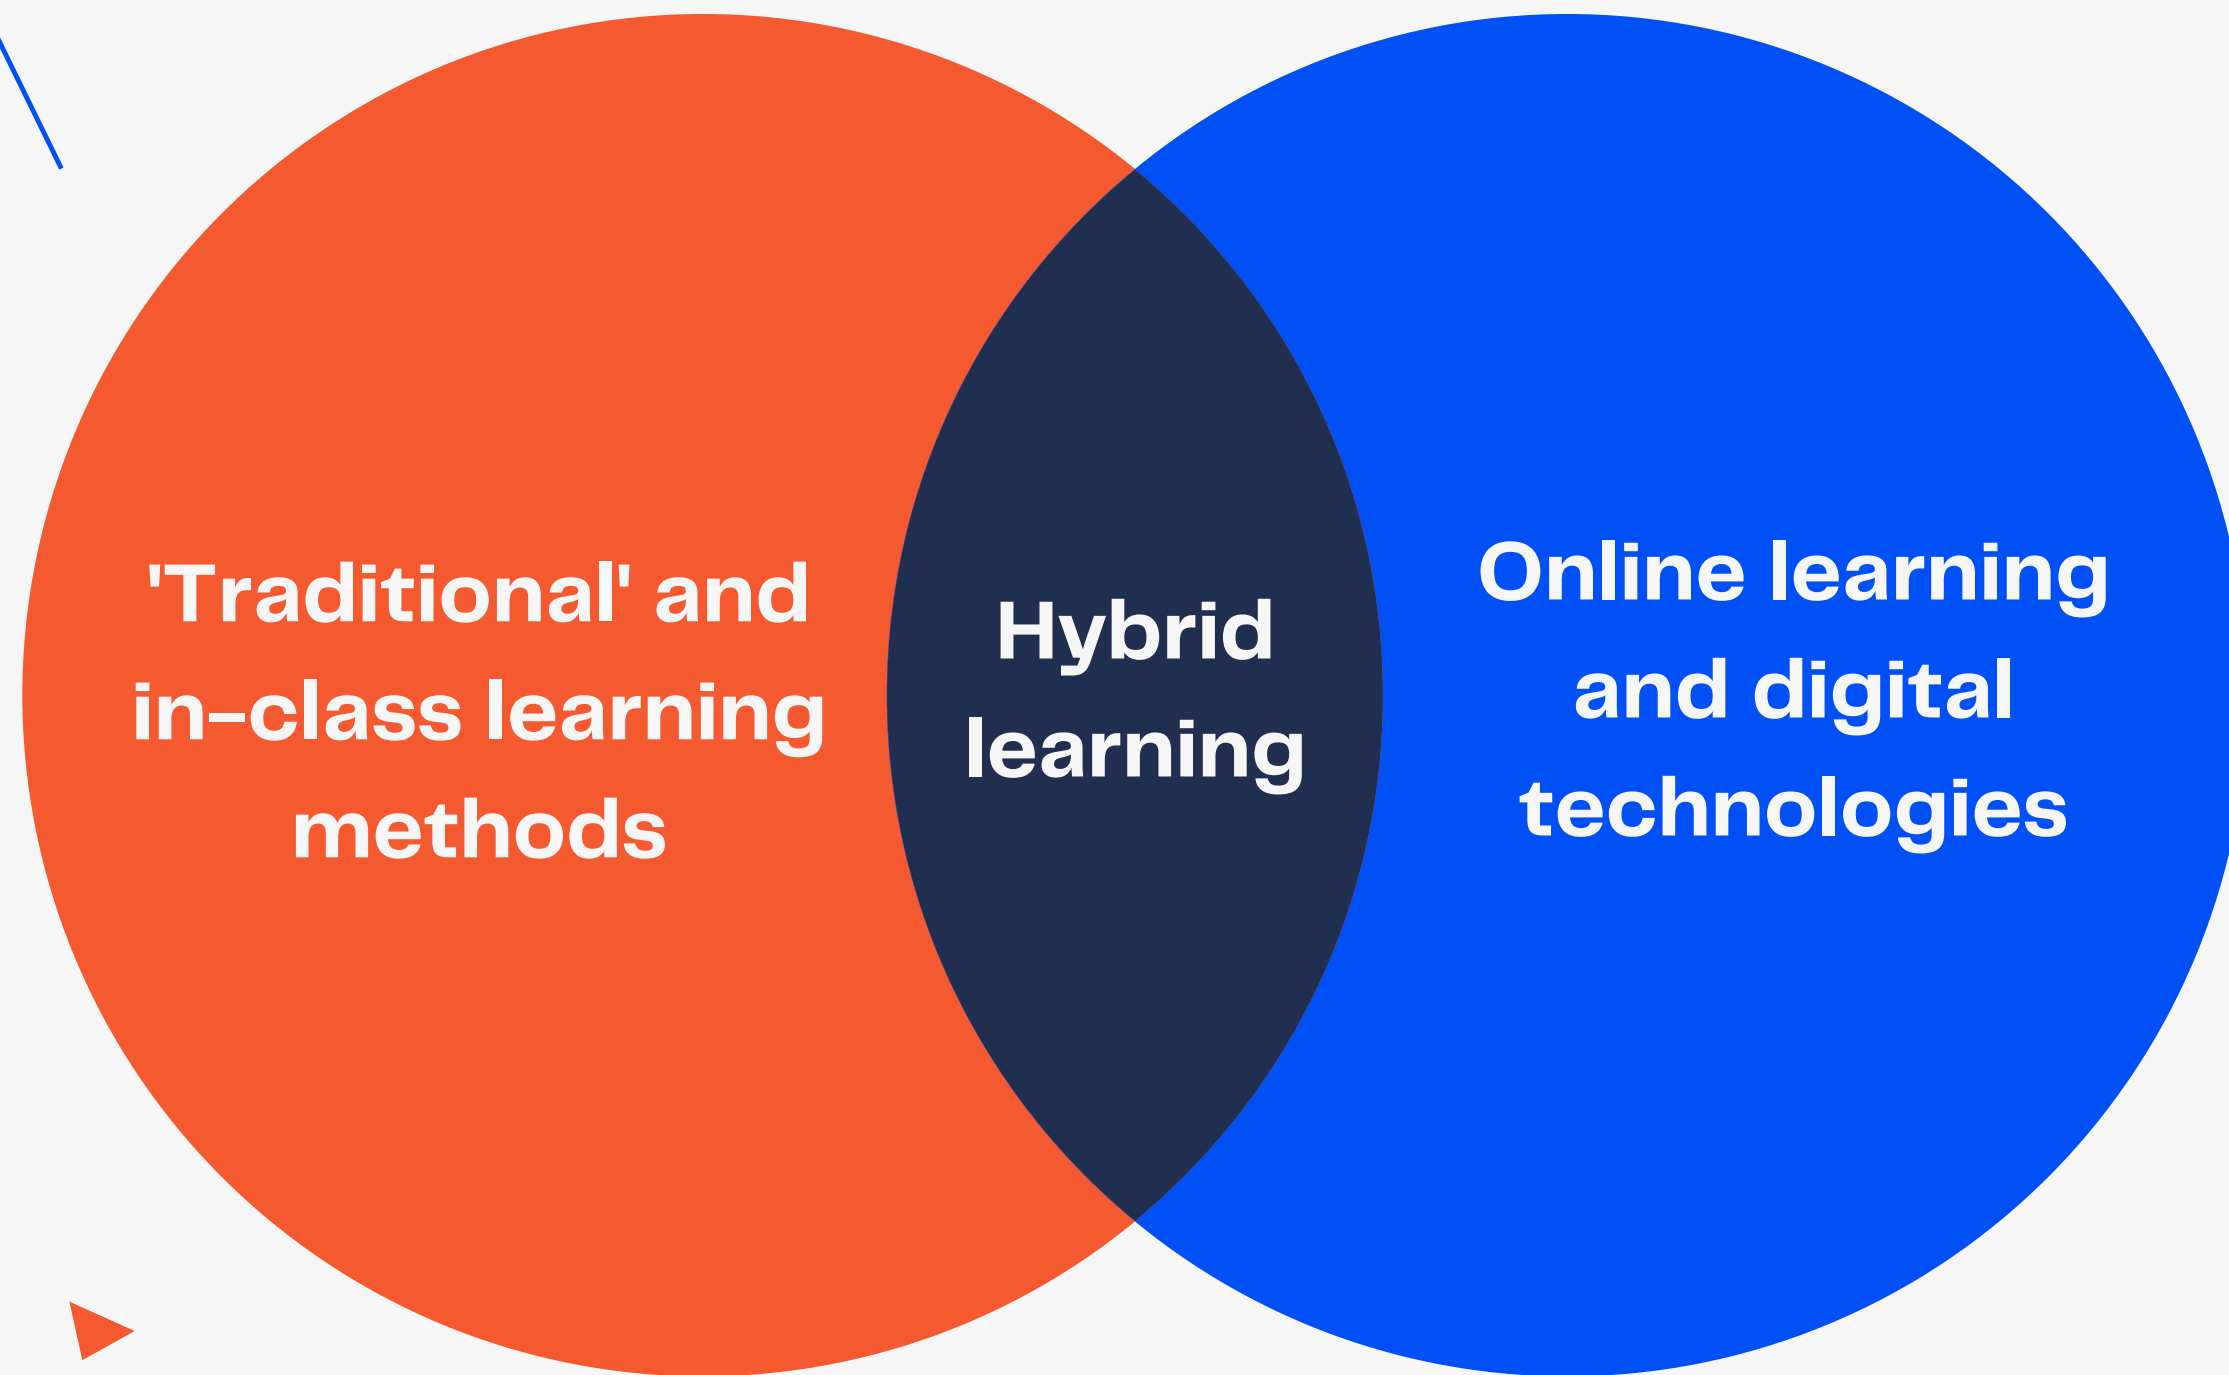 'Traditional' and
in-class learning
methods
Hybrid
learning
Online learning
and digital
technologies